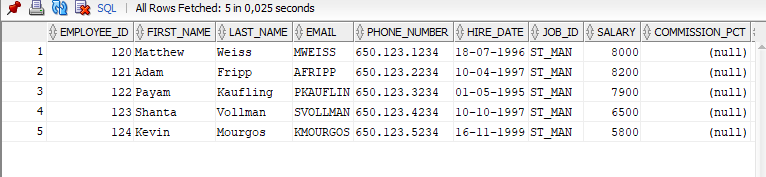 SQL | All Rows Fetched: 5 in 0,025 seconds
EMPLOYEE_ID FIRST_NAME LAST_NAME EMAIL PHONE_NUMBER HIRE_DATE JOB_ID SALARY COMMISSION_PCT
1 120 Matthew Weiss MWEISS 650.123.1234 18-07-1996 ST_MAN 8000 (null)
2 121 Adam Fripp AFRIPP 650.123.2234 10-04-1997 ST_MAN 8200 (null)
3 122 Payam Kaufling PKAUFLIN 650.123.3234 01-05-1995 ST_MAN 7900 (null)
4 123 Shanta Vollman SVOLLMAN 650.123.4234 10-10-1997 ST_MAN 6500 (null)
5 124 Kevin Mourgos KMOURGOS 650.123.5234 16-11-1999 ST_MAN 5800 (null)